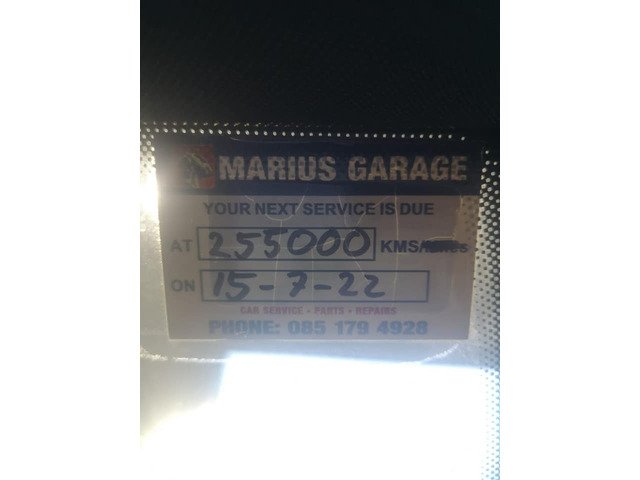 MARIUS GARAGE
YOUR NEXT SERVICE IS DUE
AT 255000 KMS/
ON 15-7-22
CAR SERVICE • PARTS • REPAIRS
PHONE: 085 179 4928